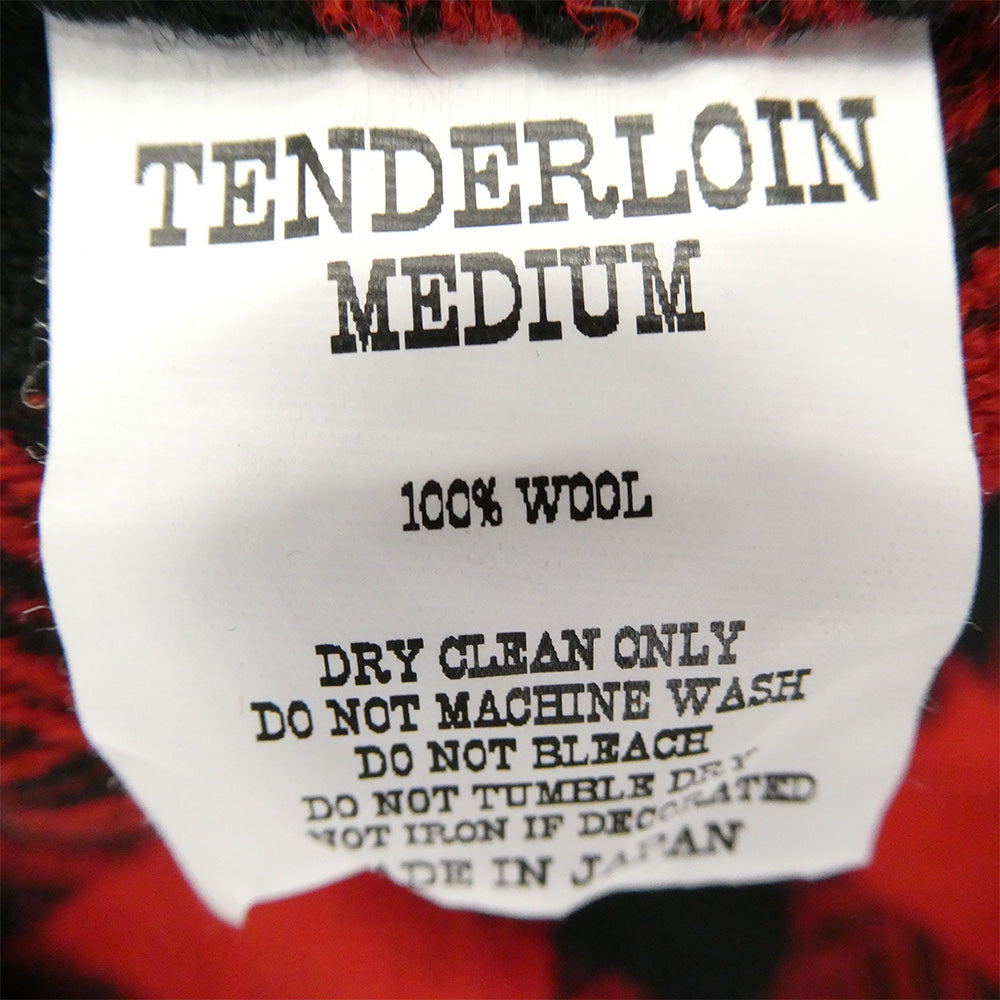 TENDERLOIN
MEDIUM
100% WOOL
DRY CLEAN ONLY
DO NOT MACHINE WASH
DO NOT BLEACH
DO NOT TUMBLE DRY
NOT IRON IF DECORATED
MADE IN JAPAN